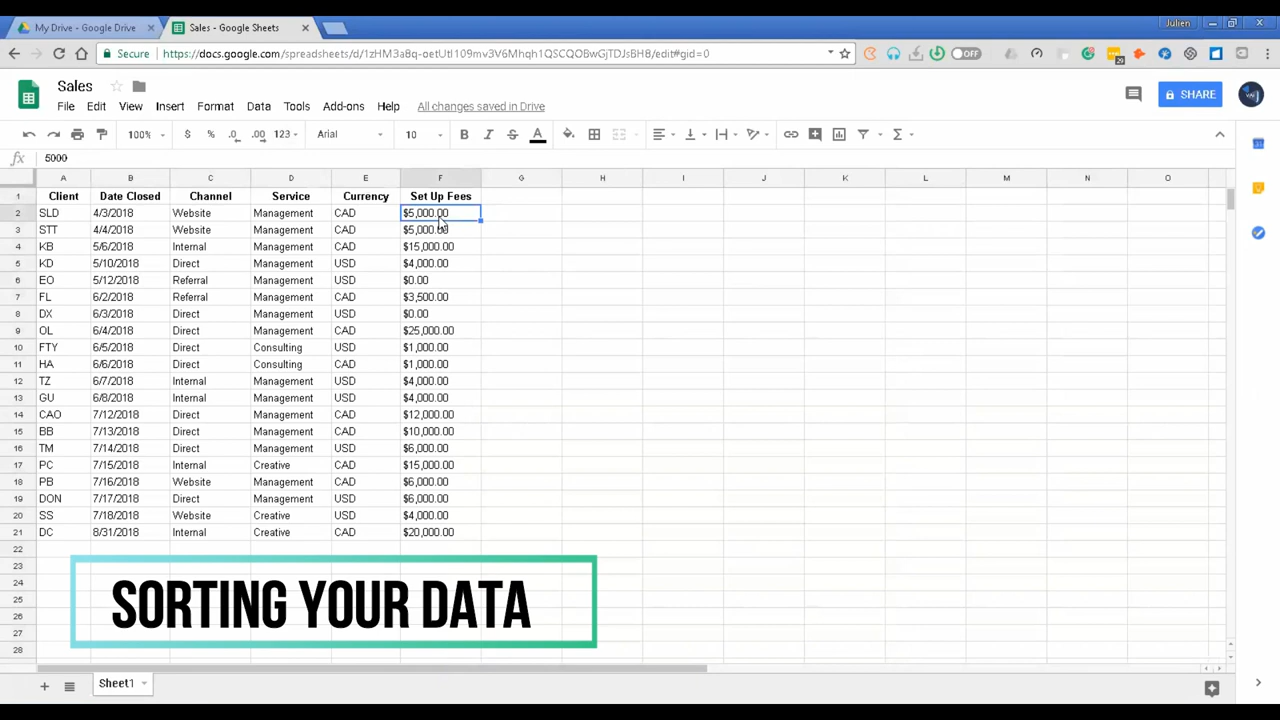 Julien
My Drive - Google Drive × Sales - Google Sheets ×
Secure https://docs.google.com/spreadsheets/d/1zHM3a8q-oetUtI109mv3V6Mhqh1QSCQOBwGjTDJsBH8/edit#gid=0 OFF
Sales
File Edit View Insert Format Data Tools Add-ons Help All changes saved in Drive
SHARE
100% $ % .0 .00 123 Arial 10 B I S A Σ
fx 5000
A B C D E F G H I J K L M N O
1 Client Date Closed Channel Service Currency Set Up Fees
2 SLD 4/3/2018 Website Management CAD $5,000.00
3 STT 4/4/2018 Website Management CAD $5,000.00
4 KB 5/6/2018 Internal Management CAD $15,000.00
5 KD 5/10/2018 Direct Management USD $4,000.00
6 EO 5/12/2018 Referral Management USD $0.00
7 FL 6/2/2018 Referral Management CAD $3,500.00
8 DX 6/3/2018 Direct Management USD $0.00
9 OL 6/4/2018 Direct Management CAD $25,000.00
10 FTY 6/5/2018 Direct Consulting USD $1,000.00
11 HA 6/6/2018 Direct Consulting CAD $1,000.00
12 TZ 6/7/2018 Internal Management USD $4,000.00
13 GU 6/8/2018 Internal Management USD $4,000.00
14 CAO 7/12/2018 Direct Management CAD $12,000.00
15 BB 7/13/2018 Direct Management CAD $10,000.00
16 TM 7/14/2018 Direct Management USD $6,000.00
17 PC 7/15/2018 Internal Creative CAD $15,000.00
18 PB 7/16/2018 Website Management CAD $6,000.00
19 DON 7/17/2018 Direct Management USD $6,000.00
20 SS 7/18/2018 Website Creative USD $4,000.00
21 DC 8/31/2018 Internal Creative CAD $20,000.00
22
23
24
25
26
27
28
SORTING YOUR DATA
Sheet1